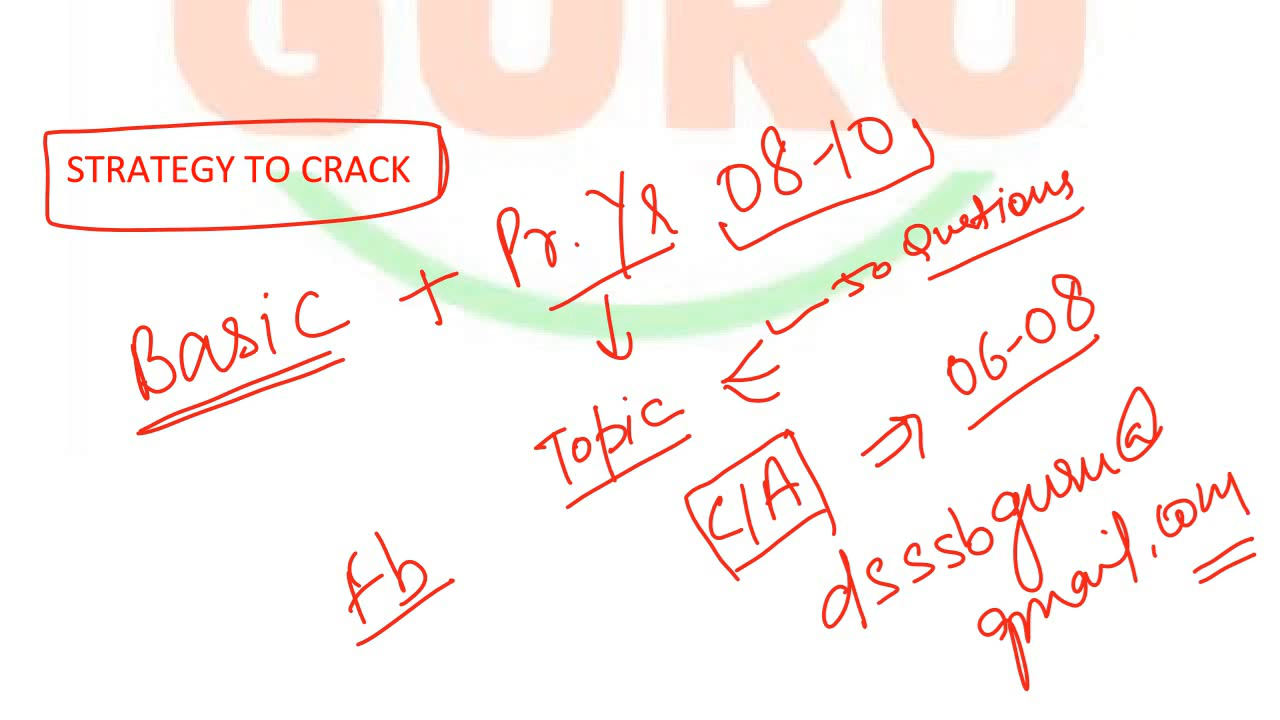 GURU
STRATEGY TO CRACK
Basic + Pr. Yr 08-10
50 Questions
Topic
06-08
C/A
dsssbguru@
gmail.com
Fb